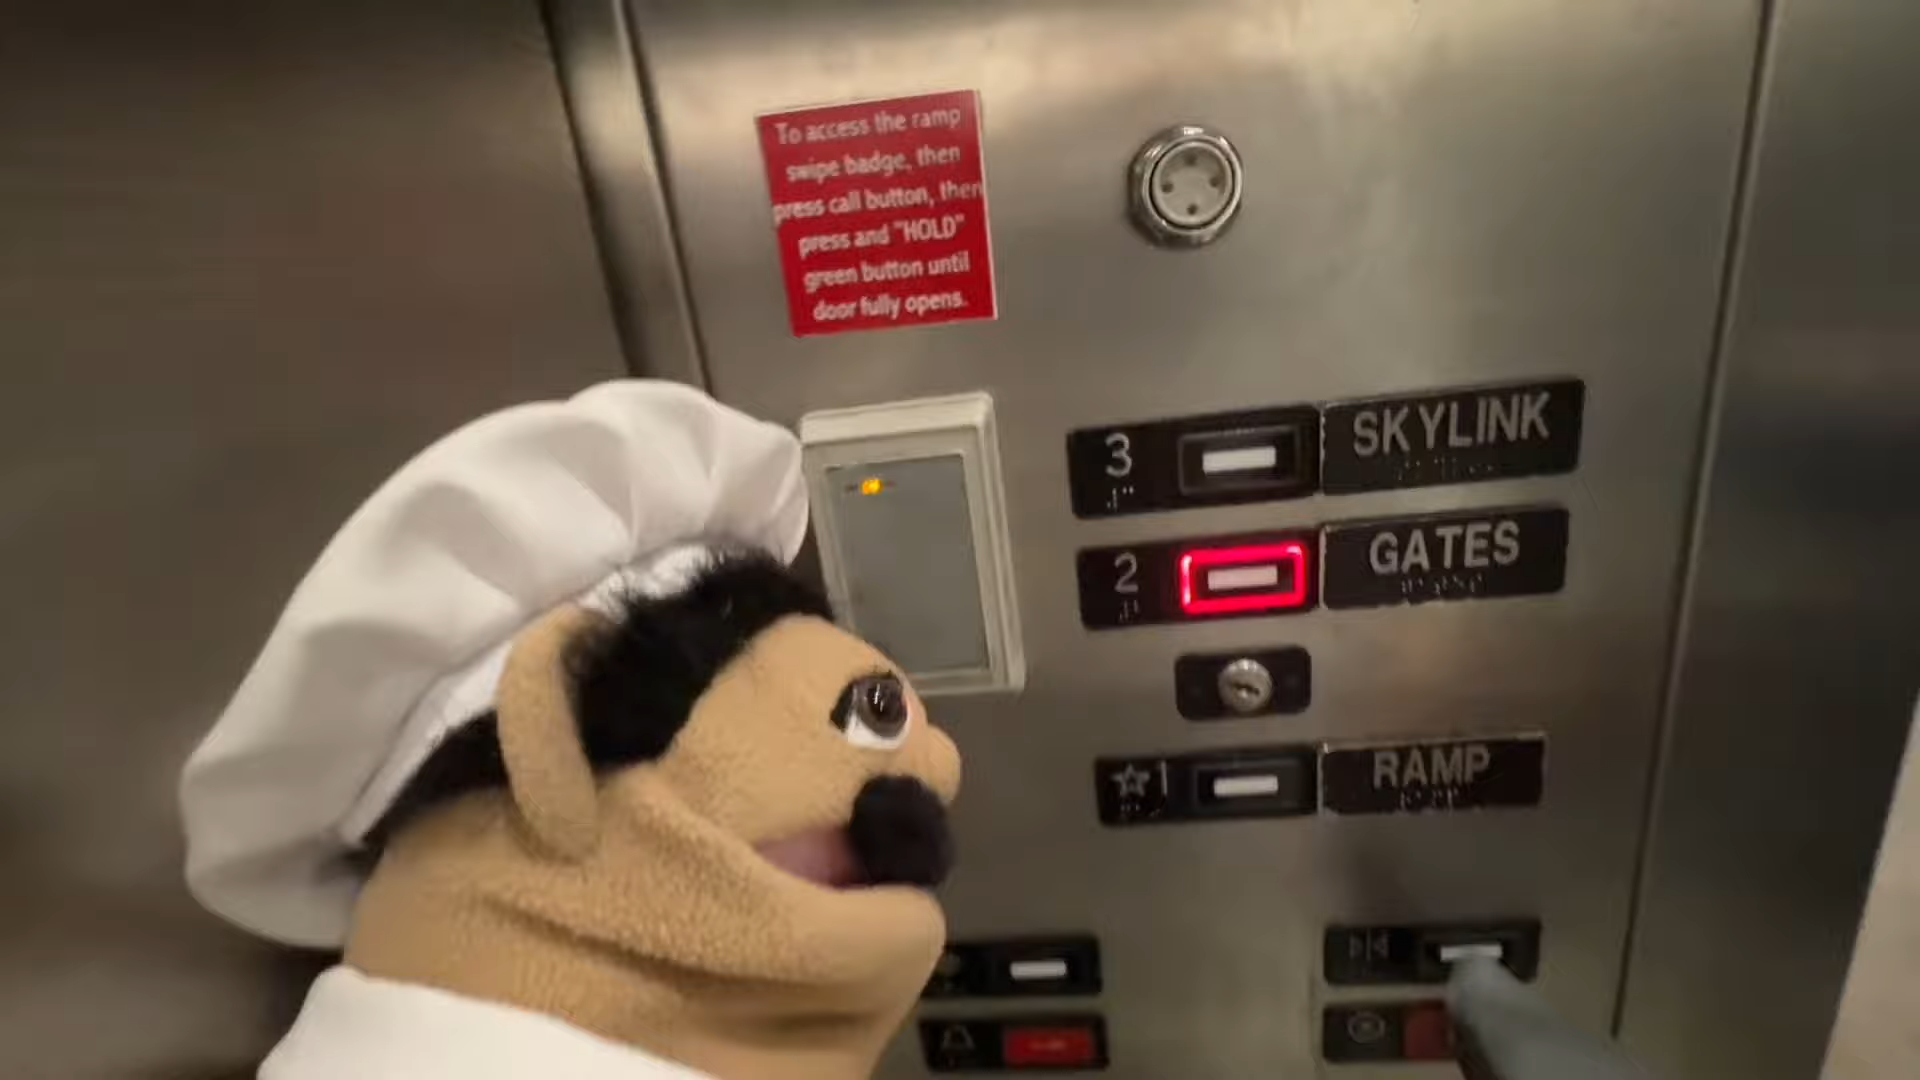 To access the ramp
swipe badge, then
press call button, then
press and "HOLD"
green button until
door fully opens.
3 SKYLINK
2 GATES
☆1 RAMP